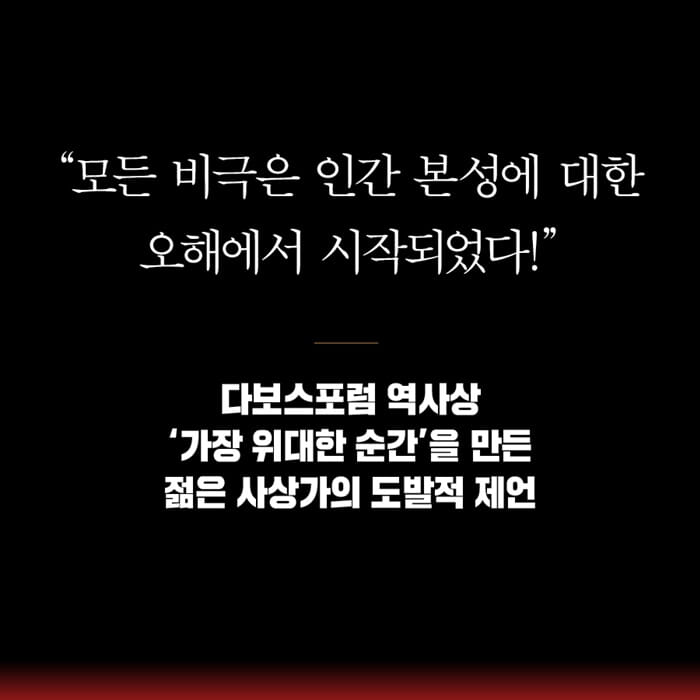 “모든 비극은 인간 본성에 대한
오해에서 시작되었다!”
다보스포럼 역사상
‘가장 위대한 순간’을 만든
젊은 사상가의 도발적 제언